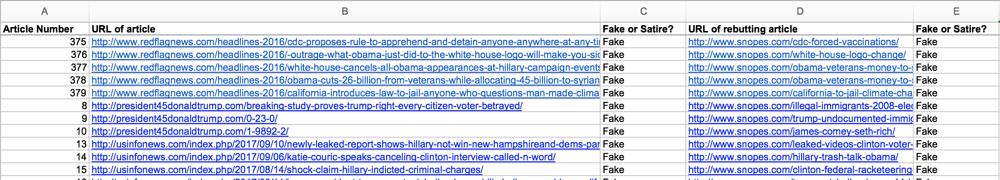 A B C D E
Article Number URL of article Fake or Satire? URL of rebutting article Fake or Satire?
375 http://www.redflagnews.com/headlines-2016/cdc-proposes-rule-to-apprehend-and-detain-anyone-anywhere-at-any-ti Fake http://www.snopes.com/cdc-forced-vaccinations/ Fake
376 http://www.redflagnews.com/headlines-2016/-outrage-what-obama-just-did-to-the-white-house-logo-will-make-you-sic Fake http://www.snopes.com/white-house-logo-change/ Fake
377 http://www.redflagnews.com/headlines-2016/white-house-cancels-all-obama-appearances-at-hillary-campaign-events Fake http://www.snopes.com/obama-veterans-money-to- Fake
378 http://www.redflagnews.com/headlines-2016/obama-cuts-26-billion-from-veterans-while-allocating-45-billion-to-syrian Fake http://www.snopes.com/obama-veterans-money-to- Fake
379 http://www.redflagnews.com/headlines-2016/california-introduces-law-to-jail-anyone-who-questions-man-made-clima Fake http://www.snopes.com/california-to-jail-climate-cha Fake
8 http://president45donaldtrump.com/breaking-study-proves-trump-right-every-citizen-voter-betrayed/ Fake http://www.snopes.com/illegal-immigrants-2008-elec Fake
9 http://president45donaldtrump.com/0-23-0/ Fake http://www.snopes.com/trump-undocumented-immig Fake
10 http://president45donaldtrump.com/1-9892-2/ Fake http://www.snopes.com/james-comey-seth-rich/ Fake
13 http://usinfonews.com/index.php/2017/09/10/newly-leaked-report-shows-hillary-not-win-new-hampshireand-dems-par Fake http://www.snopes.com/leaked-videos-clinton-voter- Fake
14 http://usinfonews.com/index.php/2017/09/06/katie-couric-speaks-canceling-clinton-interview-called-n-word/ Fake http://www.snopes.com/hillary-trash-talk-obama/ Fake
15 http://usinfonews.com/index.php/2017/08/14/shock-claim-hillary-indicted-criminal-charges/ Fake http://www.snopes.com/clinton-federal-racketeering- Fake